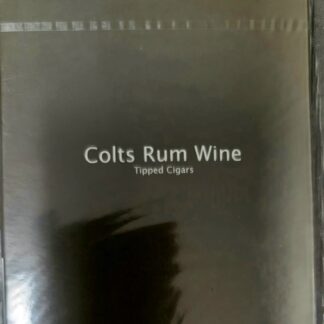 Colts Rum Wine
Tipped Cigars